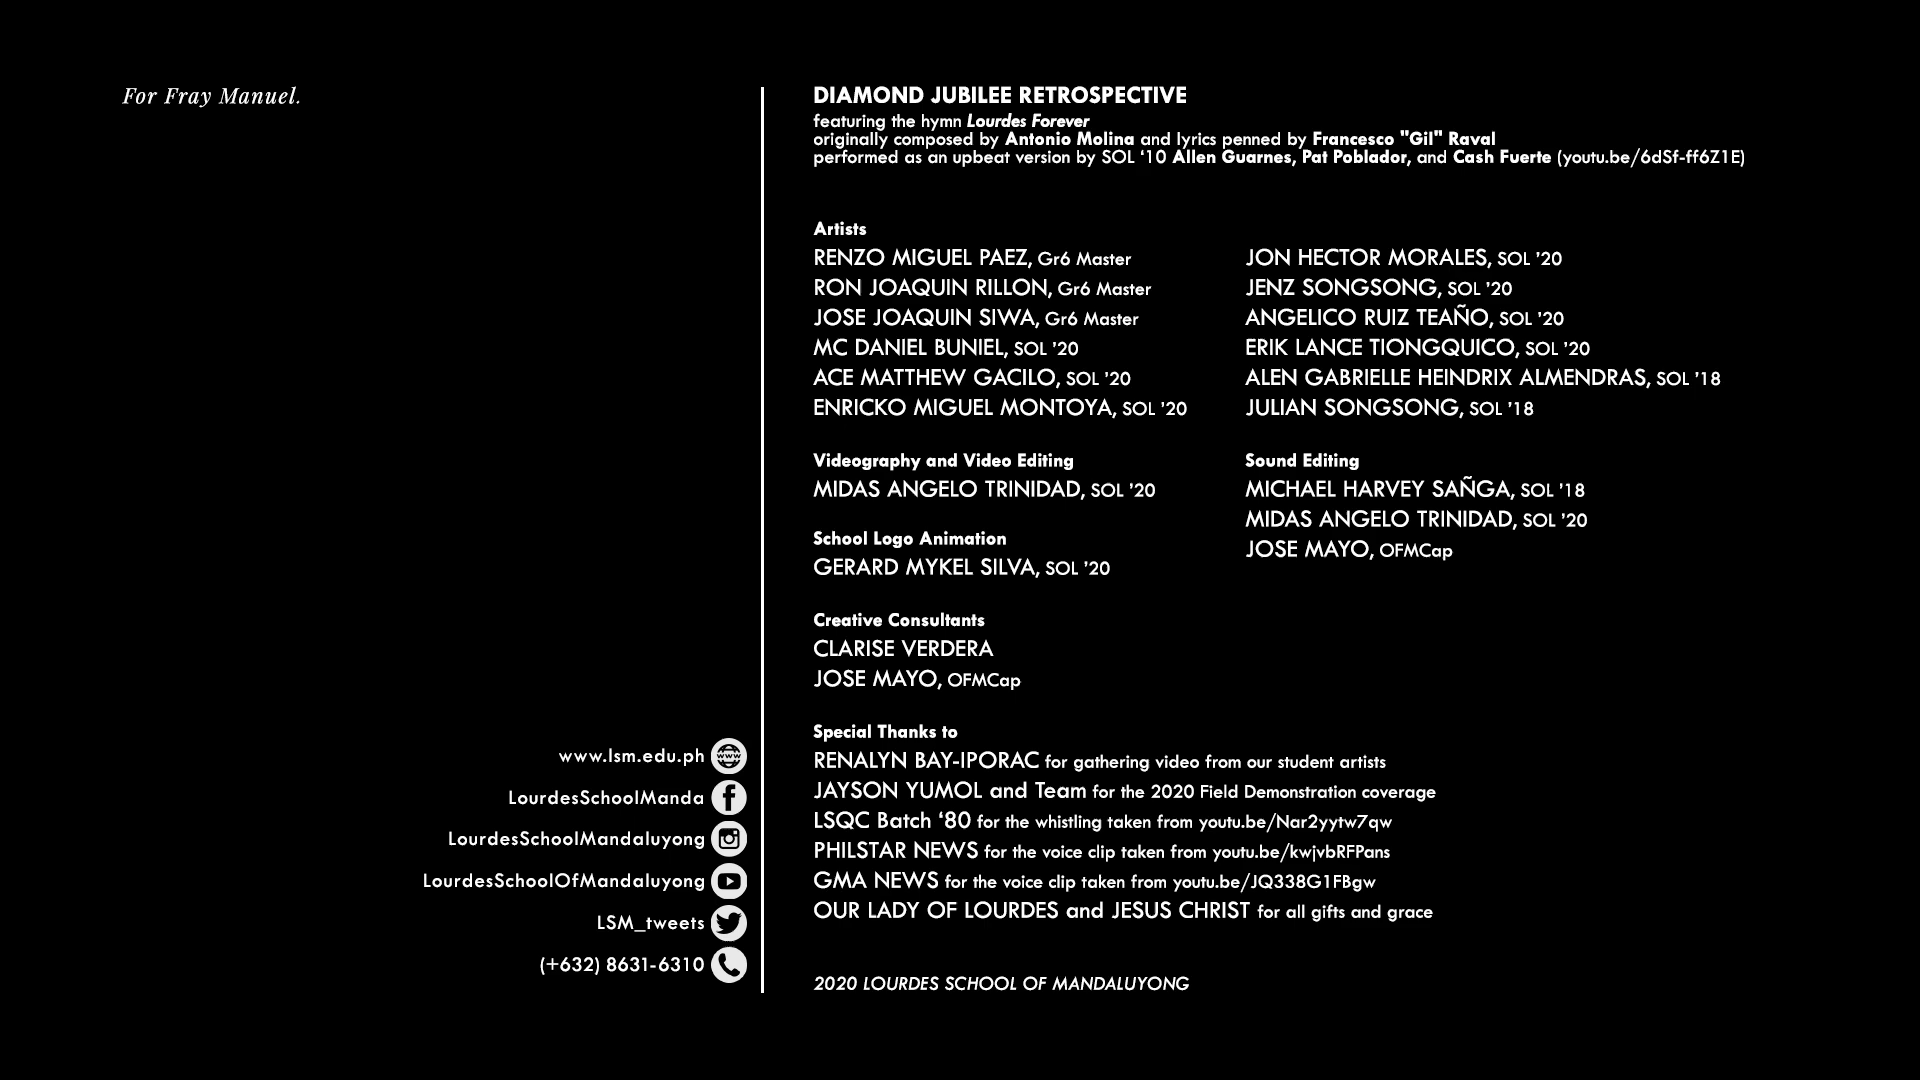 For Fray Manuel.
www.lsm.edu.ph
www
LourdesSchoolManda
LourdesSchoolMandaluyong
LourdesSchoolOfMandaluyong
LSM_tweets
(+632) 8631-6310
DIAMOND JUBILEE RETROSPECTIVE
featuring the hymn Lourdes Forever
originally composed by Antonio Molina and lyrics penned by Francesco "Gil" Raval
performed as an upbeat version by SOL ‘10 Allen Guarnes, Pat Poblador, and Cash Fuerte (youtu.be/6dSf-ff6Z1E)
Artists
RENZO MIGUEL PAEZ, Gr6 Master
RON JOAQUIN RILLON, Gr6 Master
JOSE JOAQUIN SIWA, Gr6 Master
MC DANIEL BUNIEL, SOL ’20
ACE MATTHEW GACILO, SOL ’20
ENRICKO MIGUEL MONTOYA, SOL ’20
JON HECTOR MORALES, SOL ’20
JENZ SONGSONG, SOL ’20
ANGELICO RUIZ TEAÑO, SOL ’20
ERIK LANCE TIONGQUICO, SOL ’20
ALEN GABRIELLE HEINDRIX ALMENDRAS, SOL ’18
JULIAN SONGSONG, SOL ’18
Videography and Video Editing
MIDAS ANGELO TRINIDAD, SOL ’20
School Logo Animation
GERARD MYKEL SILVA, SOL ’20
Sound Editing
MICHAEL HARVEY SAÑGA, SOL ’18
MIDAS ANGELO TRINIDAD, SOL ’20
JOSE MAYO, OFMCap
Creative Consultants
CLARISE VERDERA
JOSE MAYO, OFMCap
Special Thanks to
RENALYN BAY-IPORAC for gathering video from our student artists
JAYSON YUMOL and Team for the 2020 Field Demonstration coverage
LSQC Batch ‘80 for the whistling taken from youtu.be/Nar2yytw7qw
PHILSTAR NEWS for the voice clip taken from youtu.be/kwjvbRFPans
GMA NEWS for the voice clip taken from youtu.be/JQ338G1FBgw
OUR LADY OF LOURDES and JESUS CHRIST for all gifts and grace
2020 LOURDES SCHOOL OF MANDALUYONG